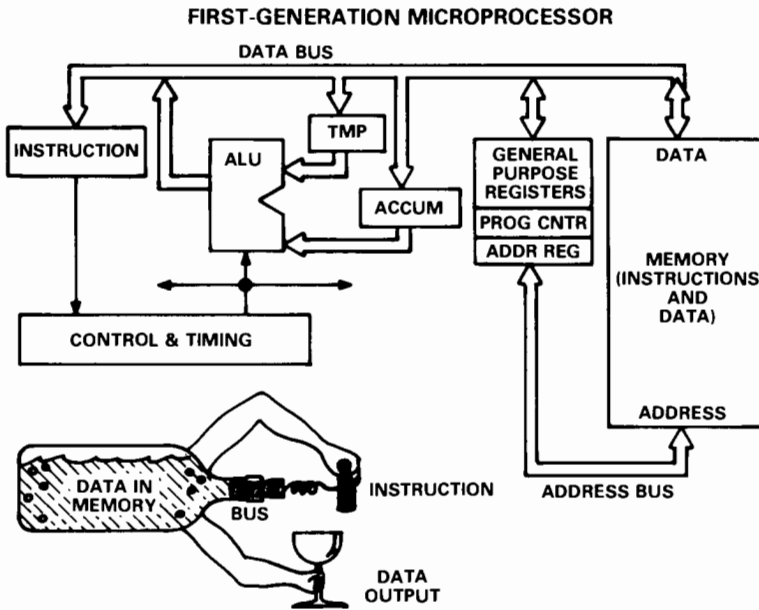 FIRST-GENERATION MICROPROCESSOR
DATA BUS
INSTRUCTION
ALU
TMP
ACCUM
GENERAL
PURPOSE
REGISTERS
PROG CNTR
ADDR REG
DATA
MEMORY
(INSTRUCTIONS
AND
DATA)
ADDRESS
CONTROL & TIMING
ADDRESS BUS
DATA IN
MEMORY
BUS
INSTRUCTION
DATA
OUTPUT